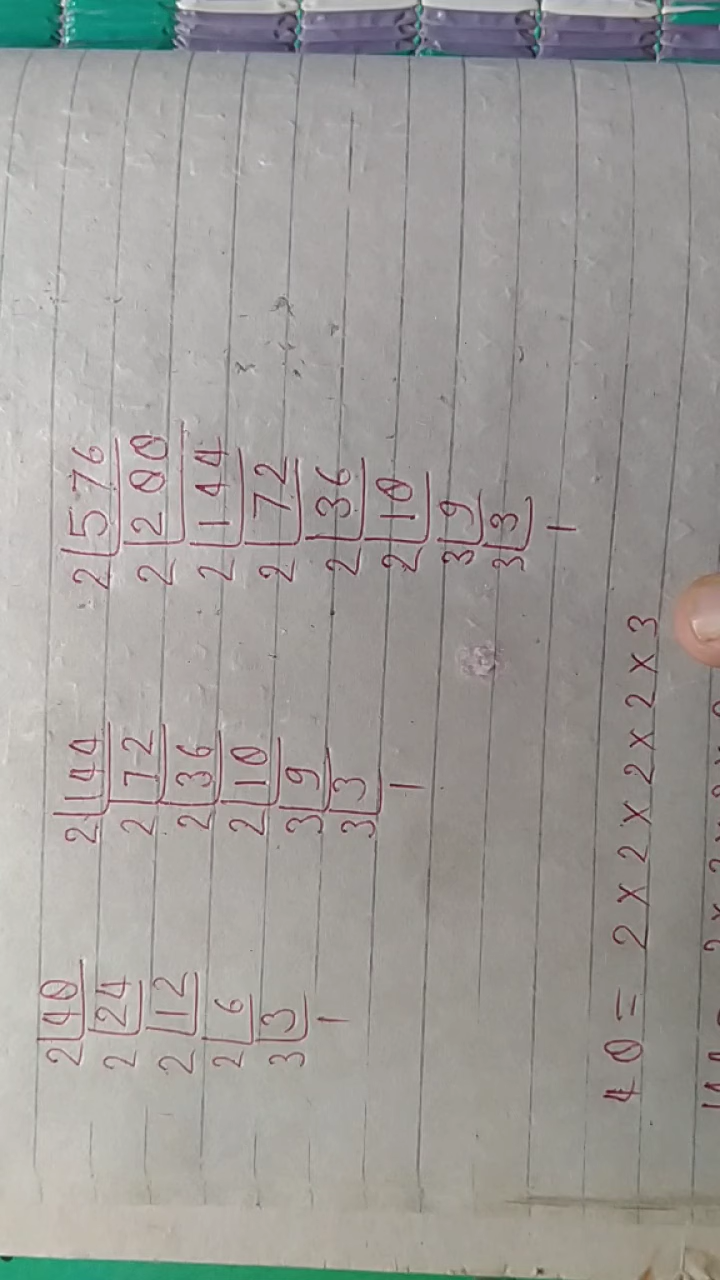 2|48 2|144 2|576
2|24 2|72 2|288
2|12 2|36 2|144
2|6 2|18 2|72
3|3 3|9 2|36
1 3|3 2|18
1 3|9
3|3
1
48 = 2 × 2 × 2 × 2 × 3